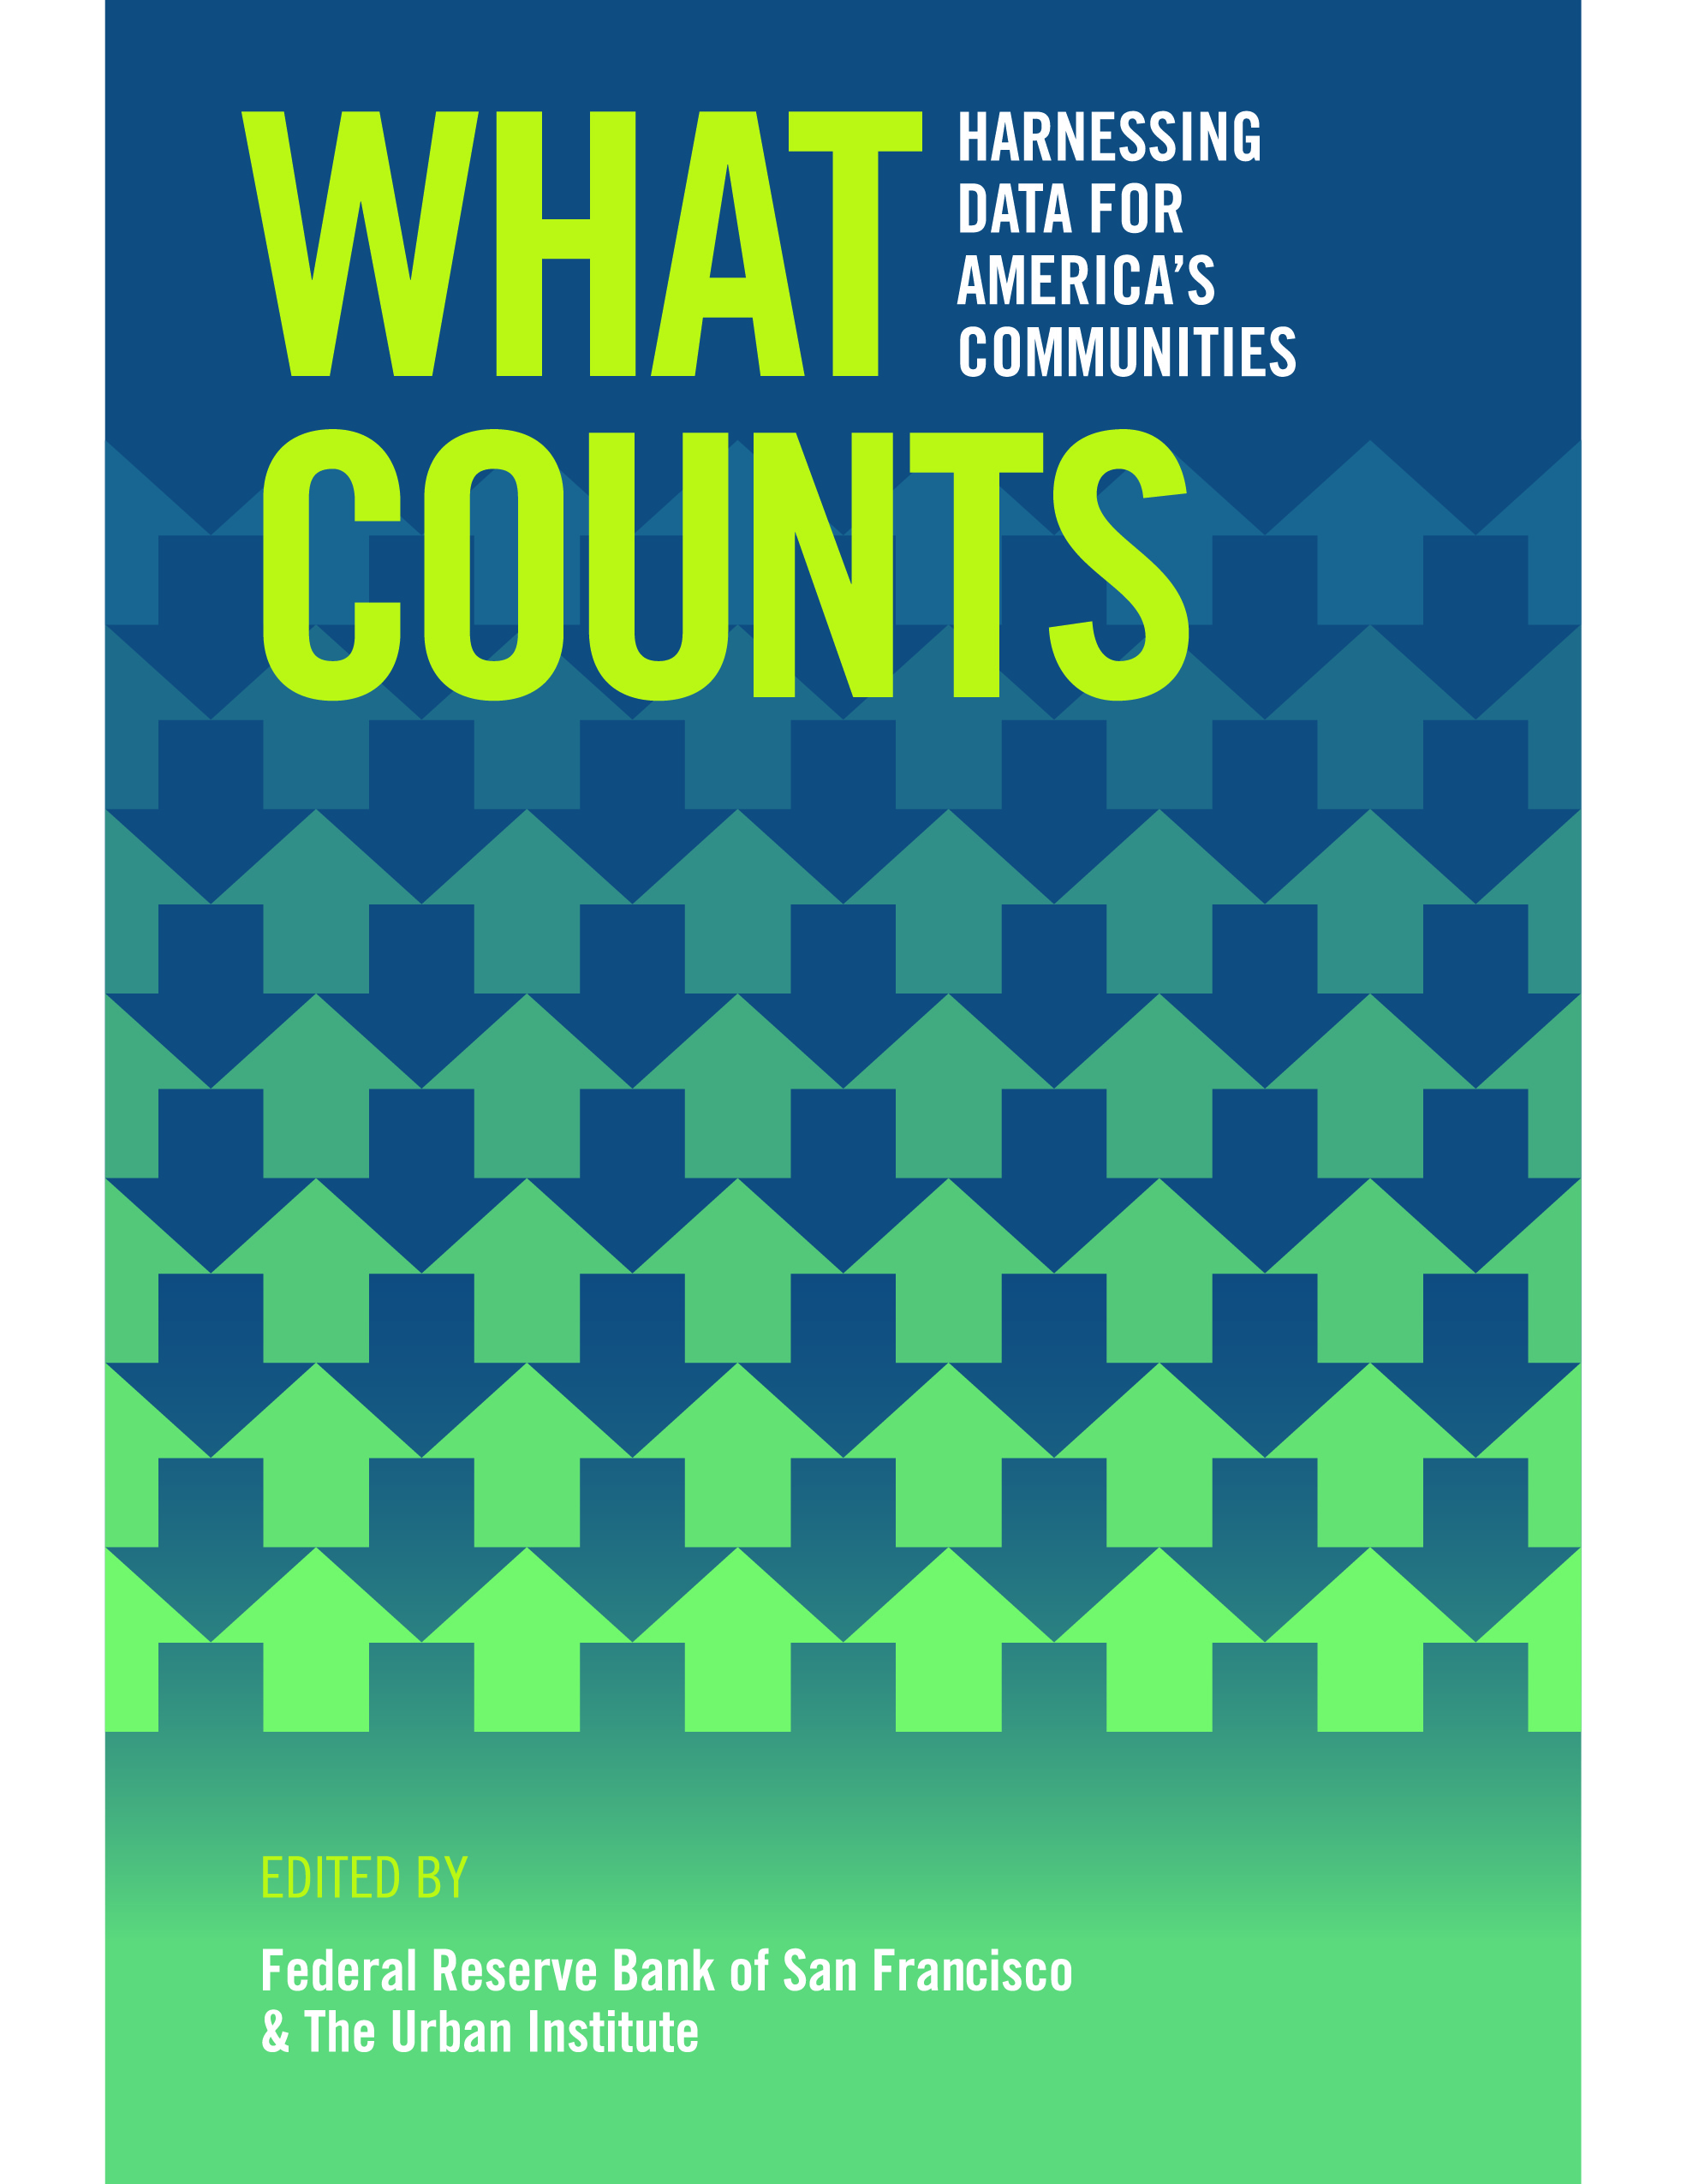 WHAT
HARNESSING
DATA FOR
AMERICA'S
COMMUNITIES
COUNTS
EDITED BY
Federal Reserve Bank of San Francisco
& The Urban Institute